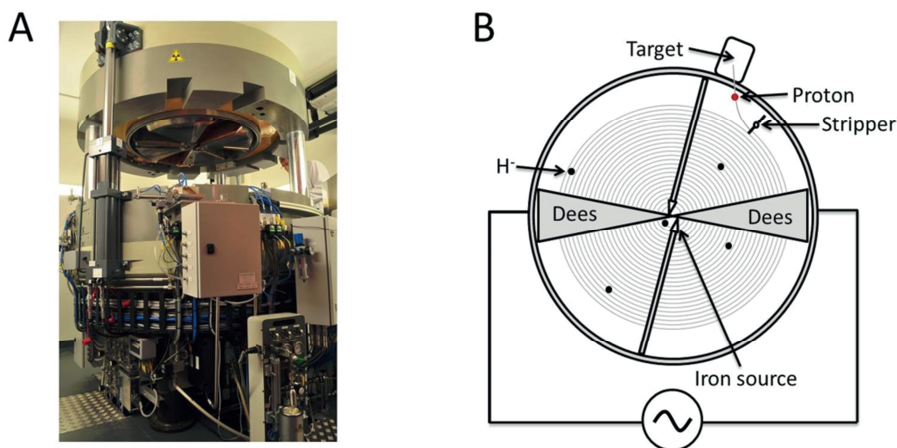 A
B
Target
Proton
Stripper
H-
Dees
Dees
Iron source